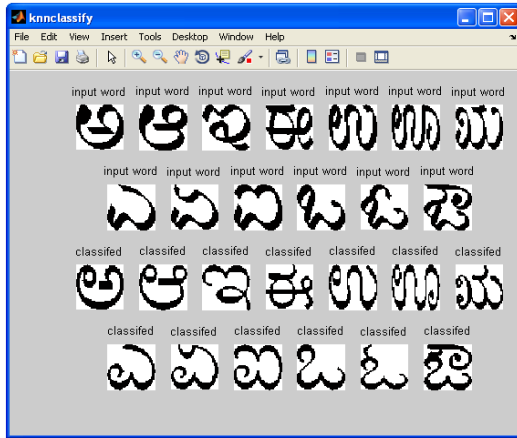 knnclassify
File Edit View Insert Tools Desktop Window Help
input word input word input word input word input word input word input word
ಅ ಆ ಇ ಈ ಉ ಊ ಋ
input word input word input word input word input word input word
ಎ ಏ ಐ ಒ ಓ ಔ
classifed classifed classifed classifed classifed classifed classifed
ಅ ಆ ಇ ಈ ಉ ಊ ಋ
classifed classifed classifed classifed classifed classifed
ಎ ಏ ಐ ಒ ಓ ಔ